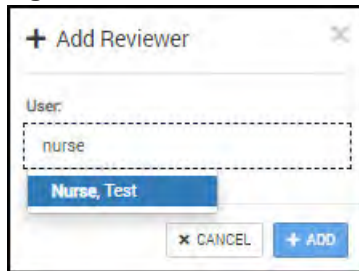 + Add Reviewer ×
User:
nurse
Nurse, Test
× CANCEL + ADD